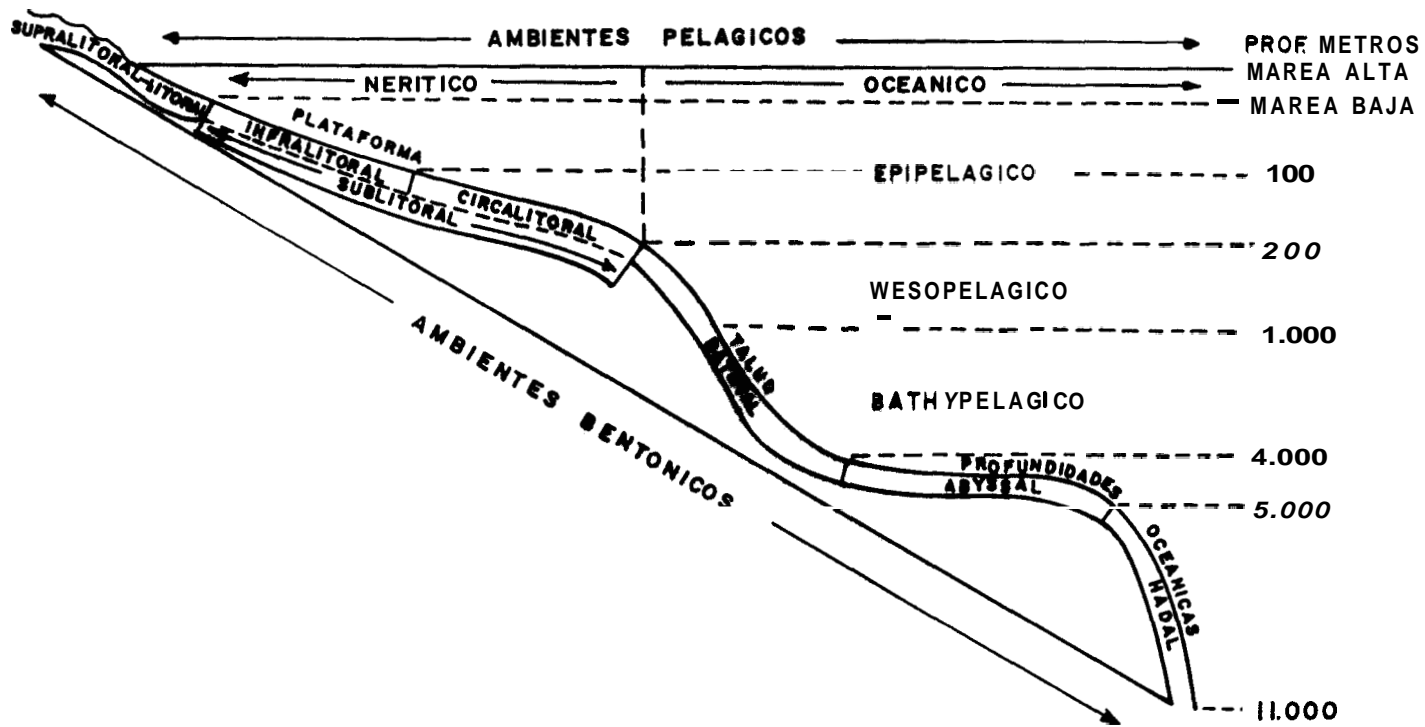 AMBIENTES PELAGICOS
PROF. METROS
SUPRALITORAL-LITORAL
MAREA ALTA
NERITICO
OCEANICO
MAREA BAJA
PLATAFORMA
INFRALITORAL
SUBLITORAL
CIRCALITORAL
EPIPELAGICO
100
200
WESOPELAGICO
1.000
TALUD
BATHYPELAGICO
AMBIENTES BENTONICOS
4.000
PROFUNDIDADES
ABYSSAL
5.000
OCEANICAS
HADAL
11.000